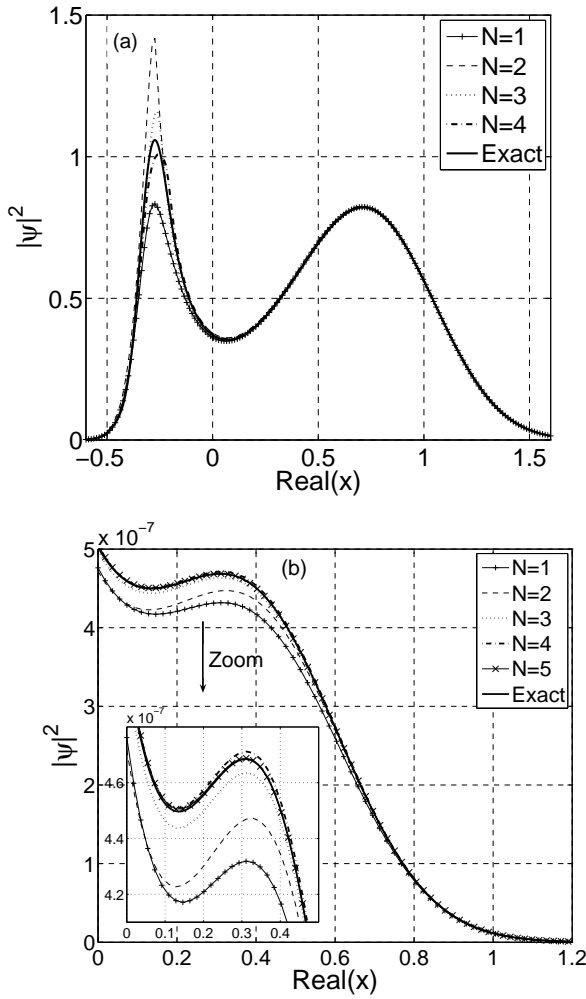 (a)
N=1
N=2
N=3
N=4
Exact
1.5
1
0.5
0
|ψ|²
−0.5 0 0.5 1 1.5
Real(x)
x 10⁻⁷
(b)
N=1
N=2
N=3
N=4
N=5
Exact
5
4
3
2
1
0
|ψ|²
Zoom
x 10⁻⁷
4.6
4.4
4.2
0 0.1 0.2 0.3 0.4
0 0.2 0.4 0.6 0.8 1 1.2
Real(x)